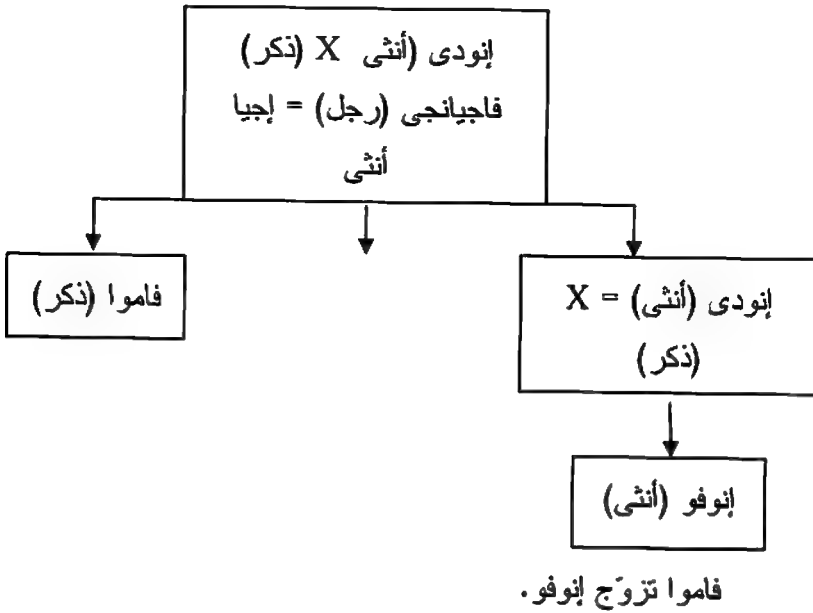 إنودى (أنثى X (ذكر)
فاجيانجى (رجل) = إجيا
أنثى
إنودى (أنثى) = X
(ذكر)
فاموا (ذكر)
إنوفو (أنثى)
فاموا تزوّج إنوفو.